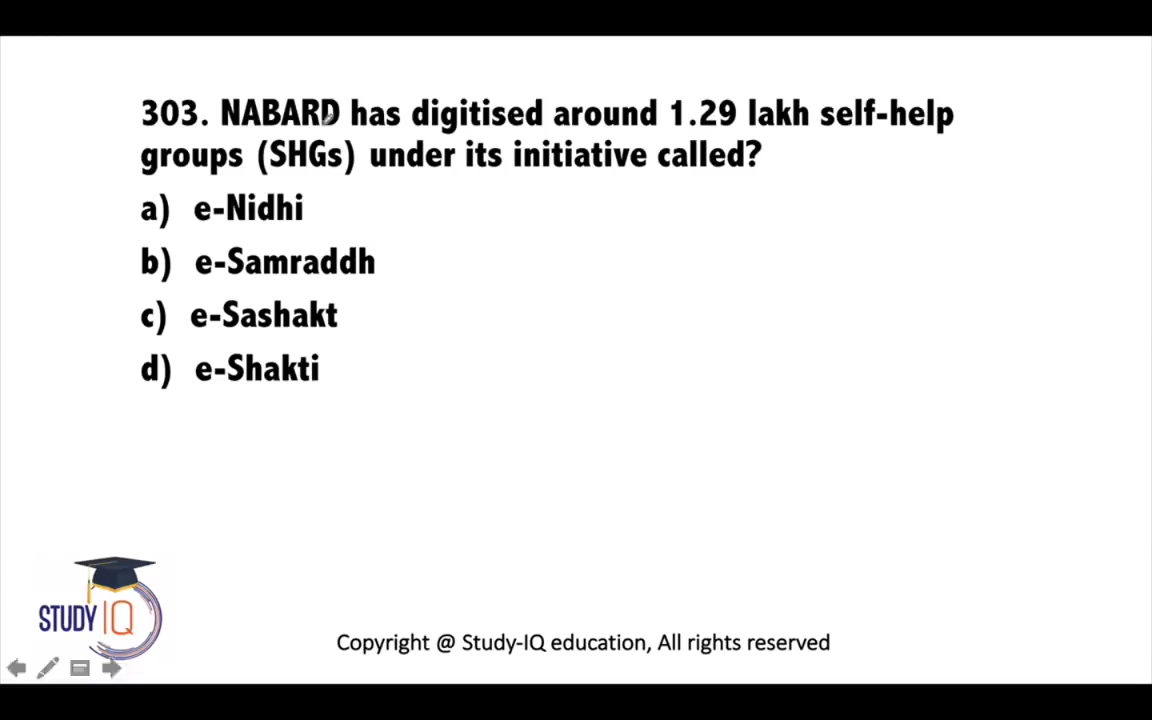 303. NABARD has digitised around 1.29 lakh self-help
groups (SHGs) under its initiative called?
a) e-Nidhi
b) e-Samraddh
c) e-Sashakt
d) e-Shakti
STUDY IQ
Copyright @ Study-IQ education, All rights reserved